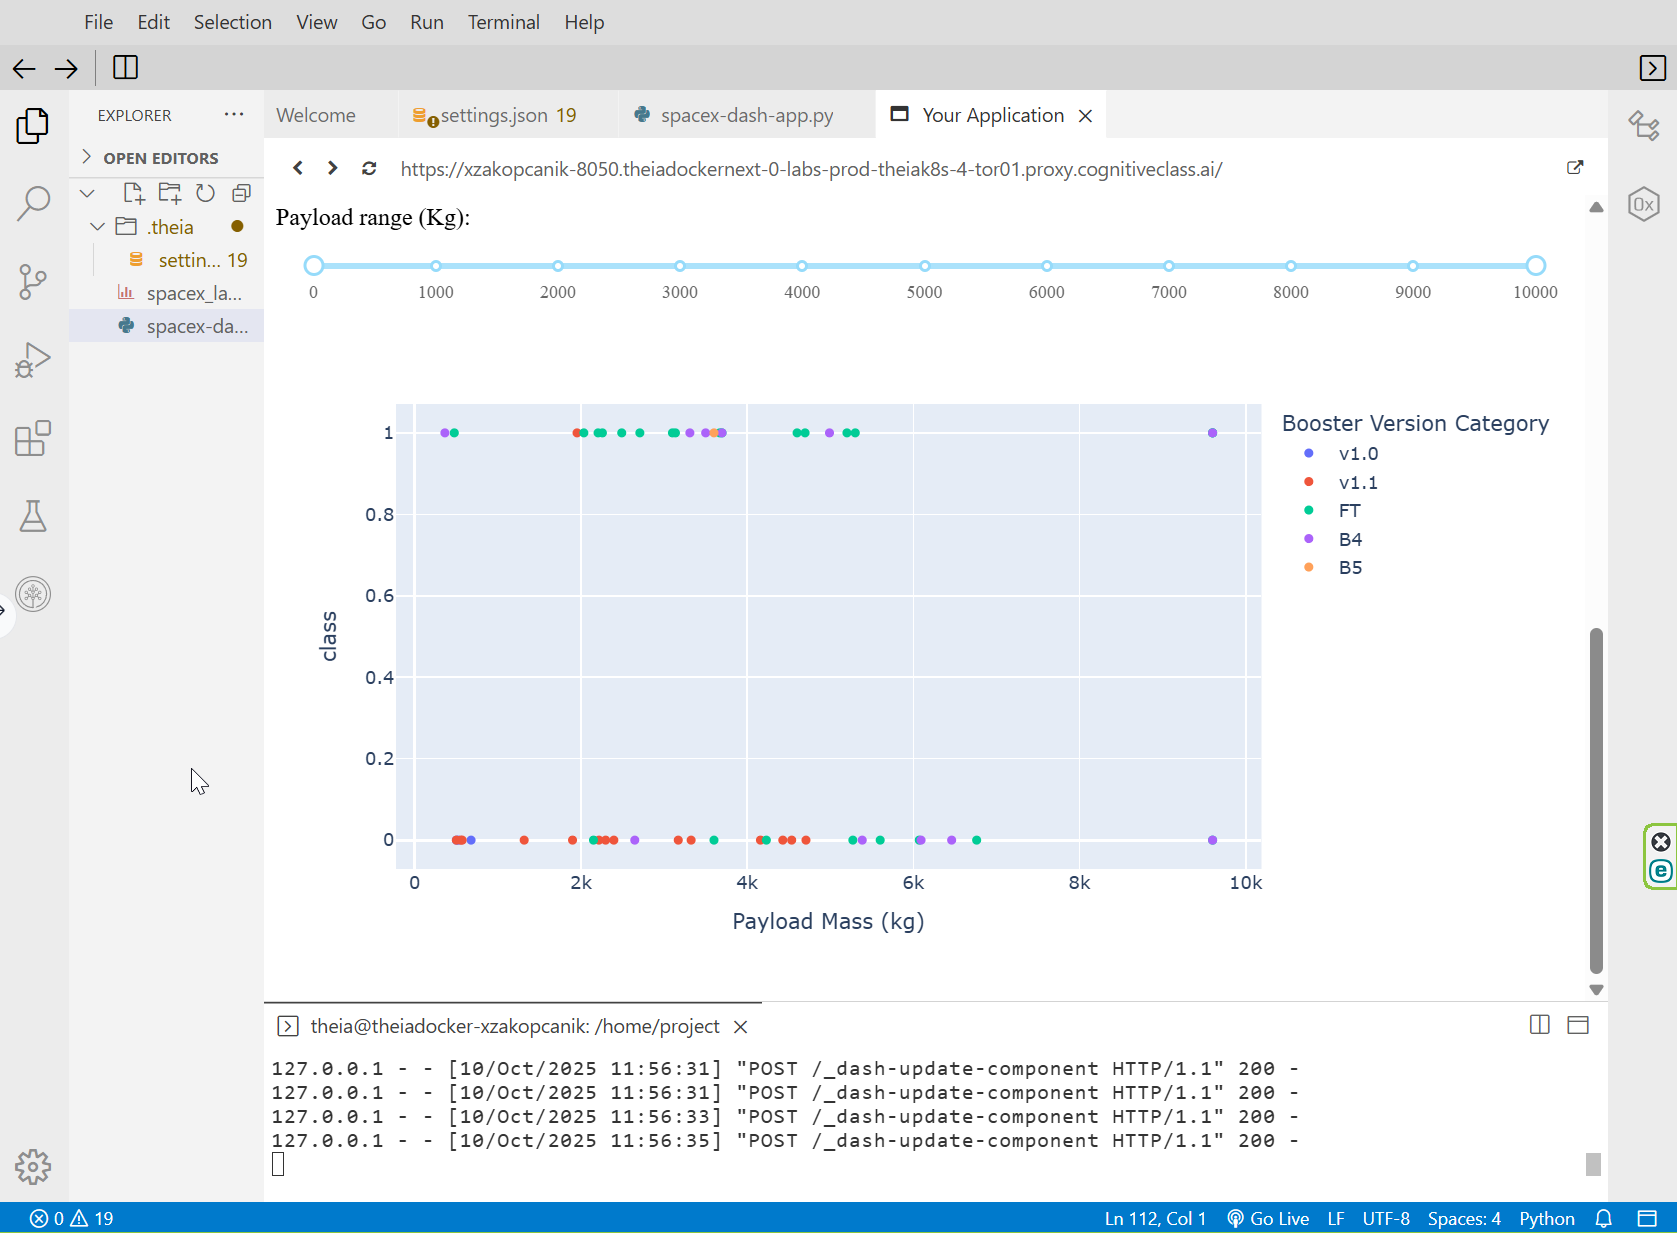 File Edit Selection View Go Run Terminal Help
EXPLORER
OPEN EDITORS
.theia
settin... 19
spacex_la...
spacex-da...
Welcome
settings.json 19
spacex-dash-app.py
Your Application
https://xzakopcanik-8050.theiadockernext-0-labs-prod-theiak8s-4-tor01.proxy.cognitiveclass.ai/
Payload range (Kg):
0 1000 2000 3000 4000 5000 6000 7000 8000 9000 10000
1
0.8
0.6
0.4
0.2
0
class
0 2k 4k 6k 8k 10k
Payload Mass (kg)
Booster Version Category
v1.0
v1.1
FT
B4
B5
0x
e
theia@theiadocker-xzakopcanik: /home/project
127.0.0.1 - - [10/Oct/2025 11:56:31] "POST /_dash-update-component HTTP/1.1" 200 -
127.0.0.1 - - [10/Oct/2025 11:56:31] "POST /_dash-update-component HTTP/1.1" 200 -
127.0.0.1 - - [10/Oct/2025 11:56:33] "POST /_dash-update-component HTTP/1.1" 200 -
127.0.0.1 - - [10/Oct/2025 11:56:35] "POST /_dash-update-component HTTP/1.1" 200 -
0 19 Ln 112, Col 1 Go Live LF UTF-8 Spaces: 4 Python